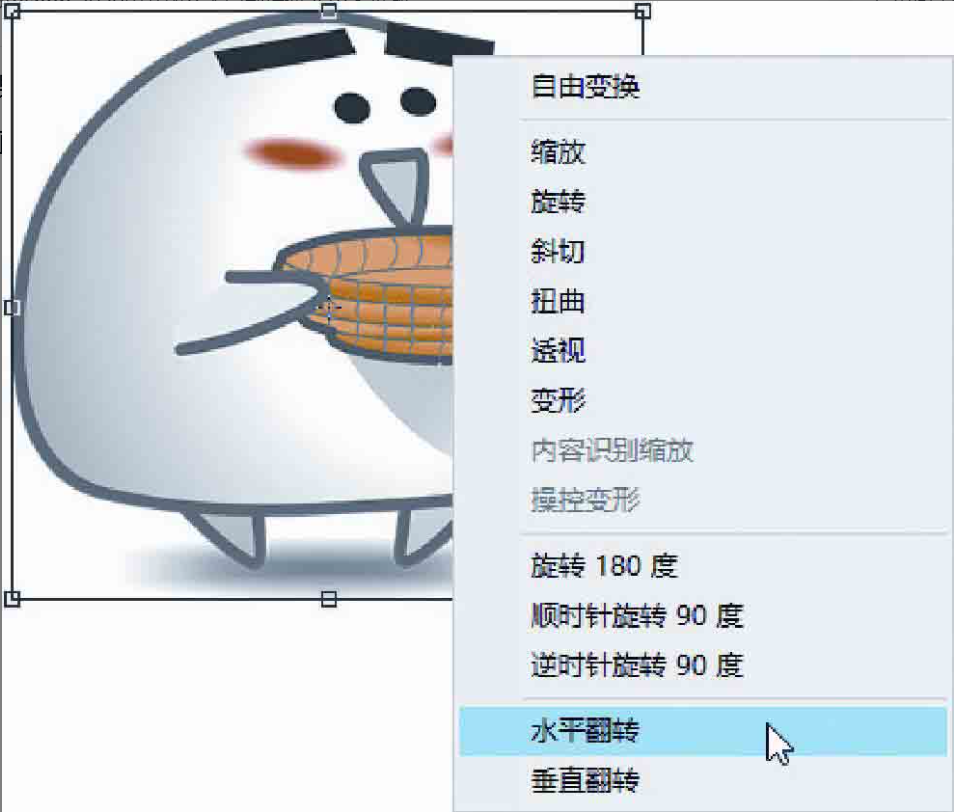 自由变换
缩放
旋转
斜切
扭曲
透视
变形
内容识别缩放
操控变形
旋转 180 度
顺时针旋转 90 度
逆时针旋转 90 度
水平翻转
垂直翻转